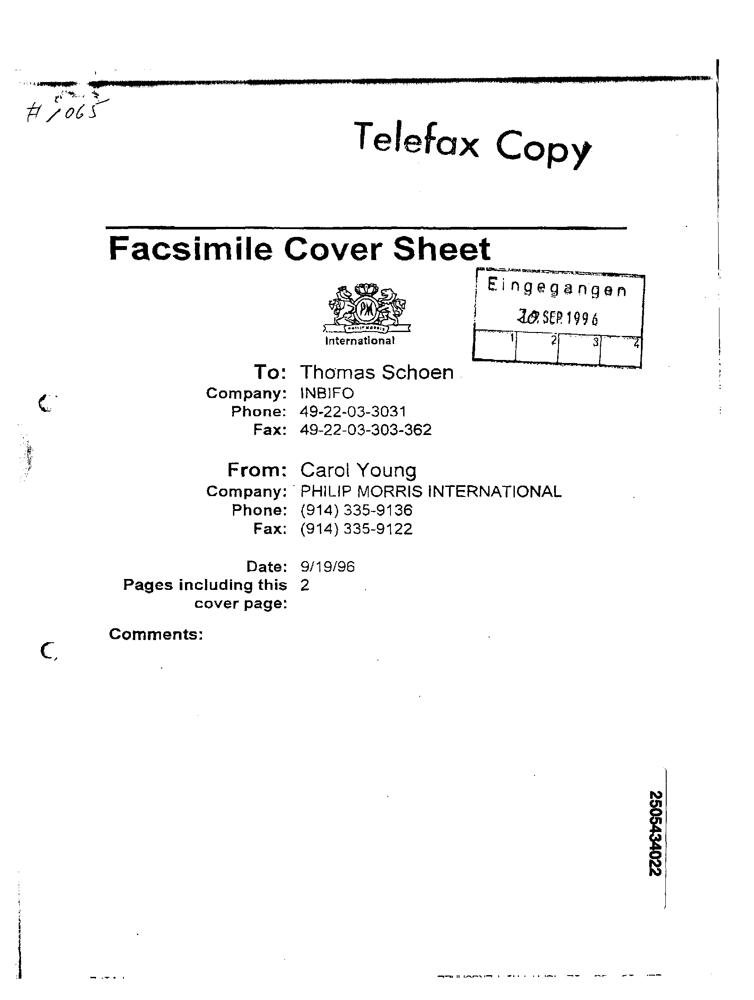 # 1065
Telefax Copy
Facsimile Cover Sheet
PM
PHILIP MORRIS
International
Eingegangen
20. SEP. 1996
1 2 3 4
To: Thomas Schoen
Company: INBIFO
Phone: 49-22-03-3031
Fax: 49-22-03-303-362
From: Carol Young
Company: PHILIP MORRIS INTERNATIONAL
Phone: (914) 335-9136
Fax: (914) 335-9122
Date: 9/19/96
Pages including this 2
cover page:
Comments:
2505434022